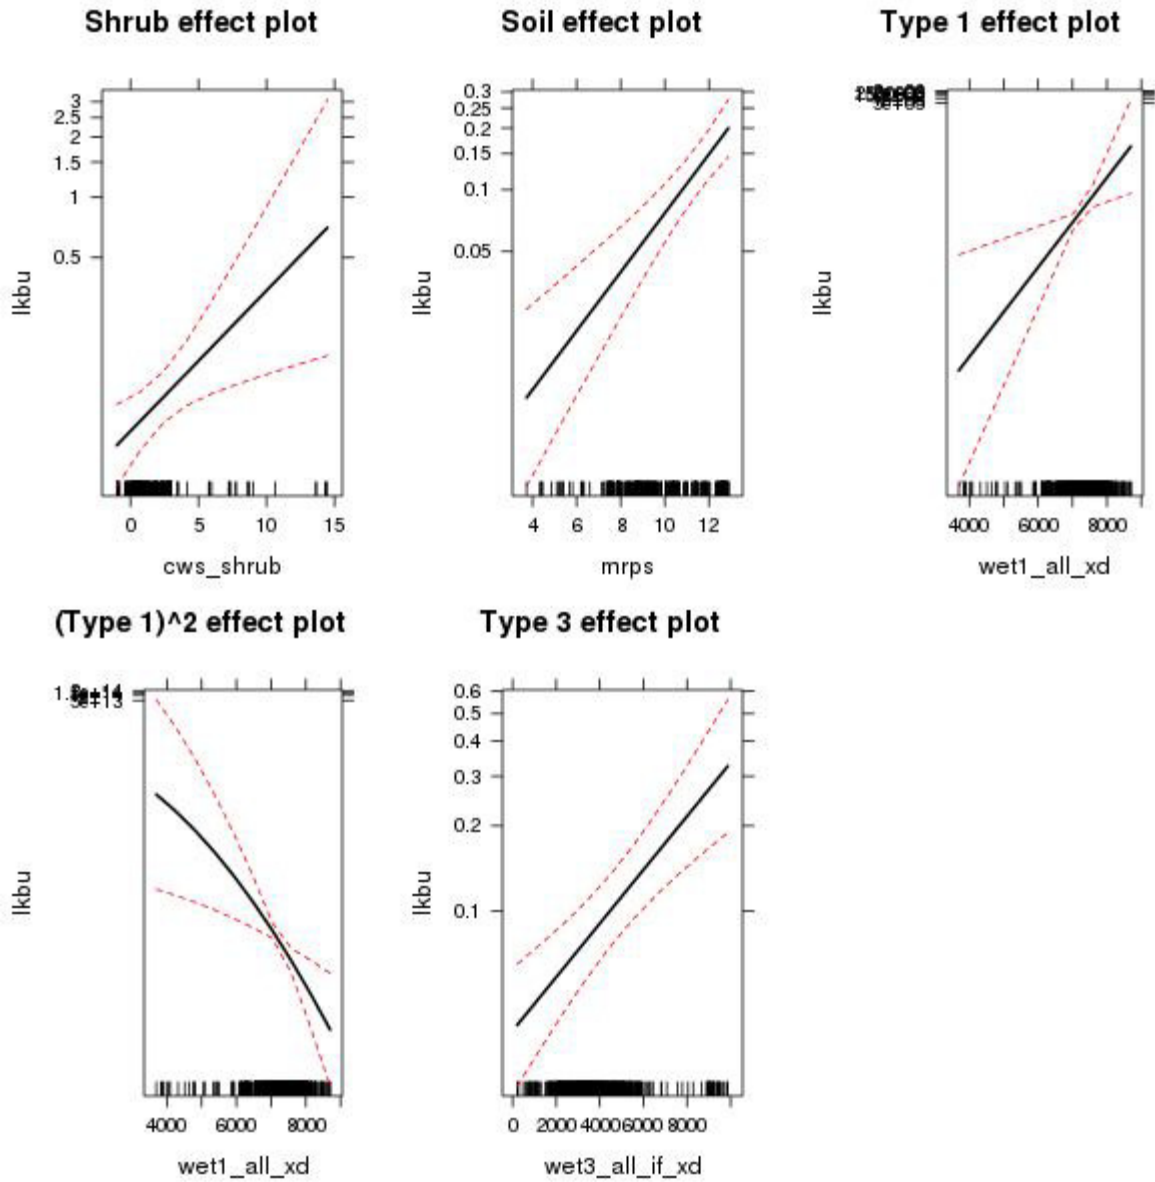 Shrub effect plot
3
2.5
2
1.5
1
0.5
lkbu
0 5 10 15
cws_shrub
Soil effect plot
0.3
0.25
0.2
0.15
0.1
0.05
lkbu
4 6 8 10 12
mrps
Type 1 effect plot
lkbu
4000 6000 8000
wet1_all_xd
(Type 1)^2 effect plot
lkbu
4000 6000 8000
wet1_all_xd
Type 3 effect plot
0.6
0.5
0.4
0.3
0.2
0.1
lkbu
0 2000 4000 6000 8000
wet3_all_if_xd